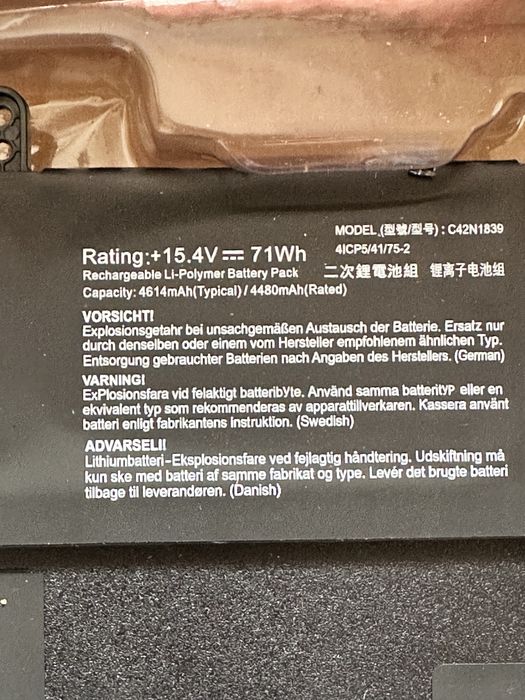 MODEL (型號/型号) : C42N1839
Rating:+15.4V⎓ 71Wh 4ICP5/41/75-2
Rechargeable Li-Polymer Battery Pack 二次鋰電池組 锂离子电池组
Capacity: 4614mAh(Typical) / 4480mAh(Rated)
VORSICHT!
Explosionsgetahr bei unsachgemäßen Austausch der Batterie. Ersatz nur
durch denselben oder einem vom Hersteller empfohlenem ähnlichen Typ.
Entsorgung gebrauchter Batterien nach Angaben des Herstellers. (German)
VARNING!
ExPlosionsfara vid felaktigt batteribYte. Använd samma batteritYP eller en
ekvivalent typ som rekommenderas av apparattillverkaren. Kassera använt
batteri enligt fabrikantens instruktion. (Swedish)
ADVARSEL!!
Lithiumbatteri-Eksplosionsfare ved fejlagtig håndtering. Udskiftning må
kun ske med batteri af samme fabrikat og type. Levér det brugte batteri
tilbage til leverandøren. (Danish)